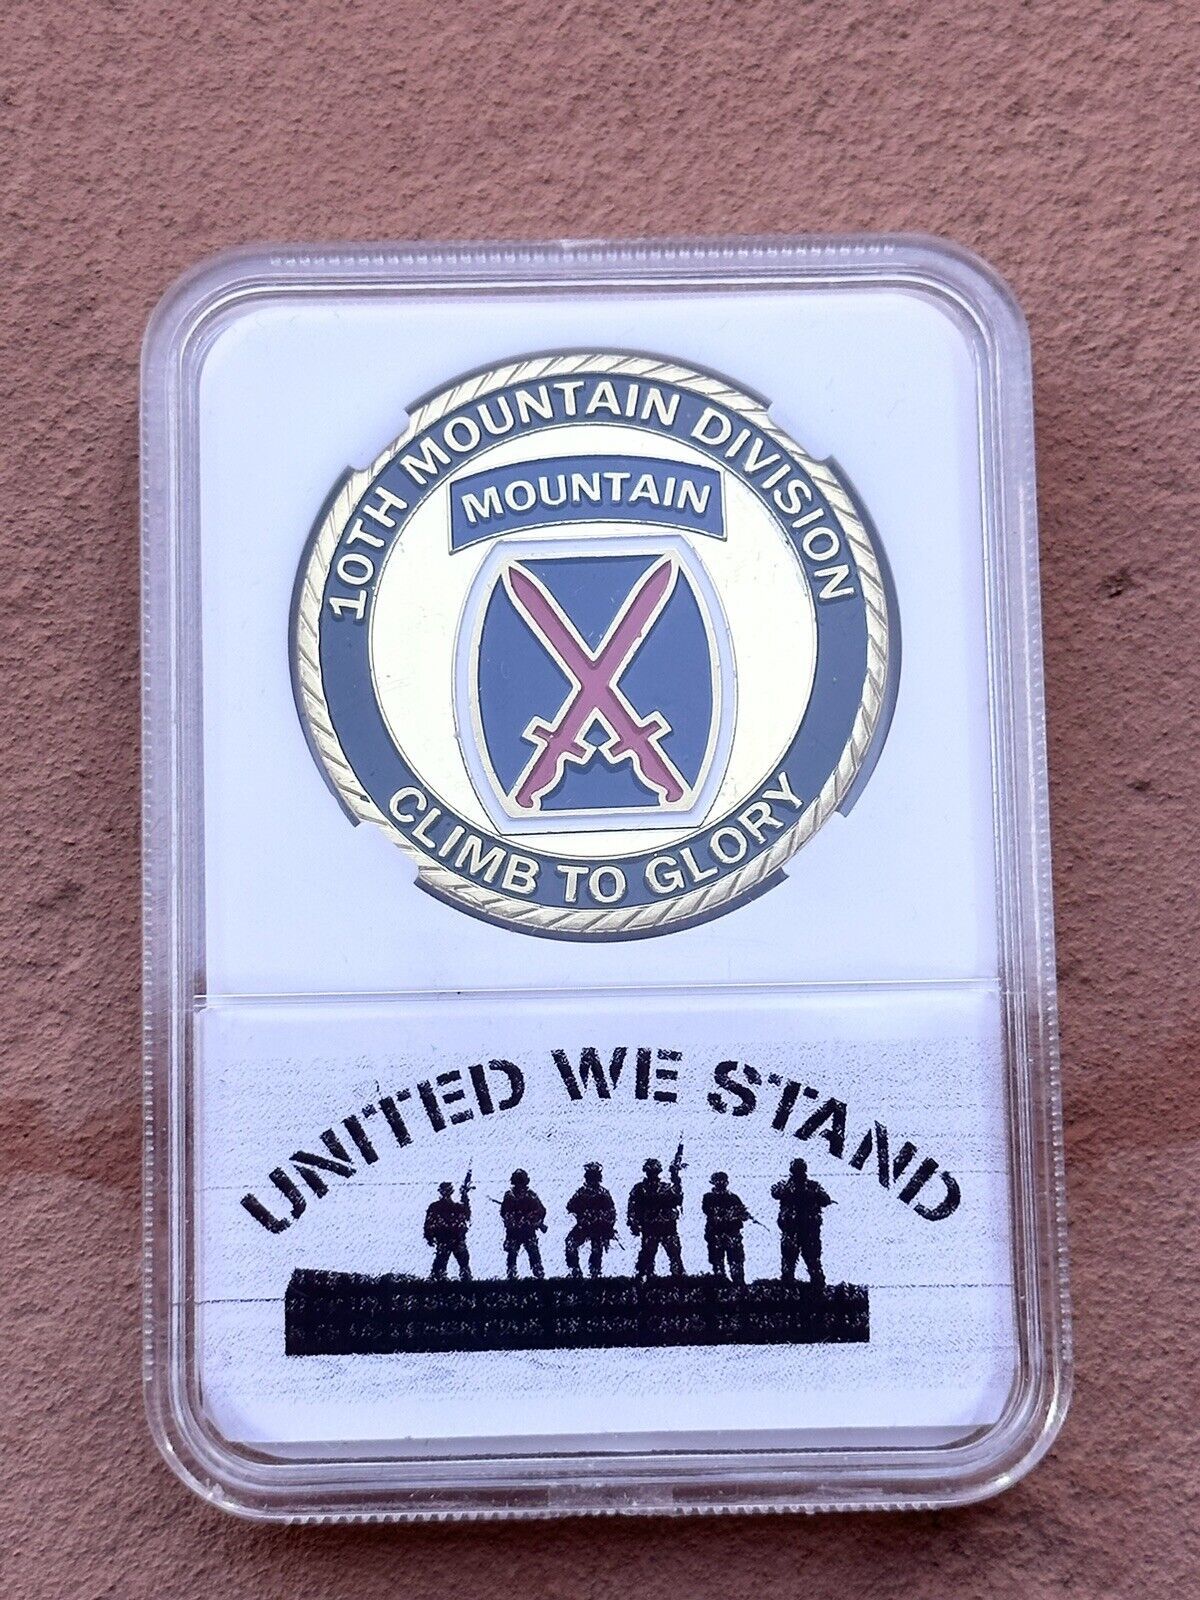 10TH MOUNTAIN DIVISION
MOUNTAIN
CLIMB TO GLORY
UNITED WE STAND